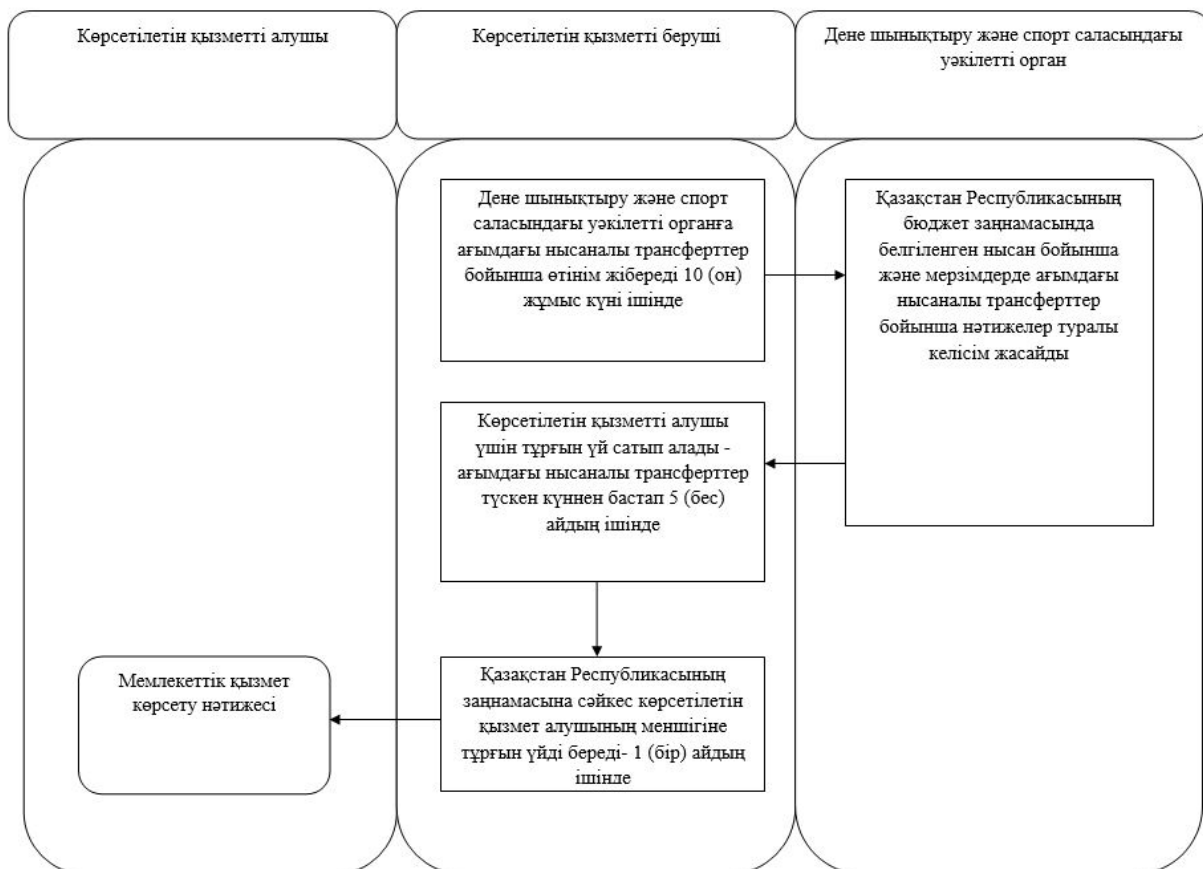 Көрсетілетін қызметті алушы
Көрсетілетін қызметті беруші
Дене шынықтыру және спорт саласындағы
уәкілетті орган
Дене шынықтыру және спорт
саласындағы уәкілетті органға
ағымдағы нысаналы трансферттер
бойынша өтінім жібереді 10 (он)
жұмыс күні ішінде
Қазақстан Республикасының
бюджет заңнамасында
белгіленген нысан бойынша
және мерзімдерде ағымдағы
нысаналы трансферттер
бойынша нәтижелер туралы
келісім жасайды
Көрсетілетін қызметті алушы
үшін тұрғын үй сатып алады -
ағымдағы нысаналы трансферттер
түскен күннен бастап 5 (бес)
айдың ішінде
Қазақстан Республикасының
заңнамасына сәйкес көрсетілетін
қызмет алушының меншігіне
тұрғын үйді береді- 1 (бір) айдың
ішінде
Мемлекеттік қызмет
көрсету нәтижесі